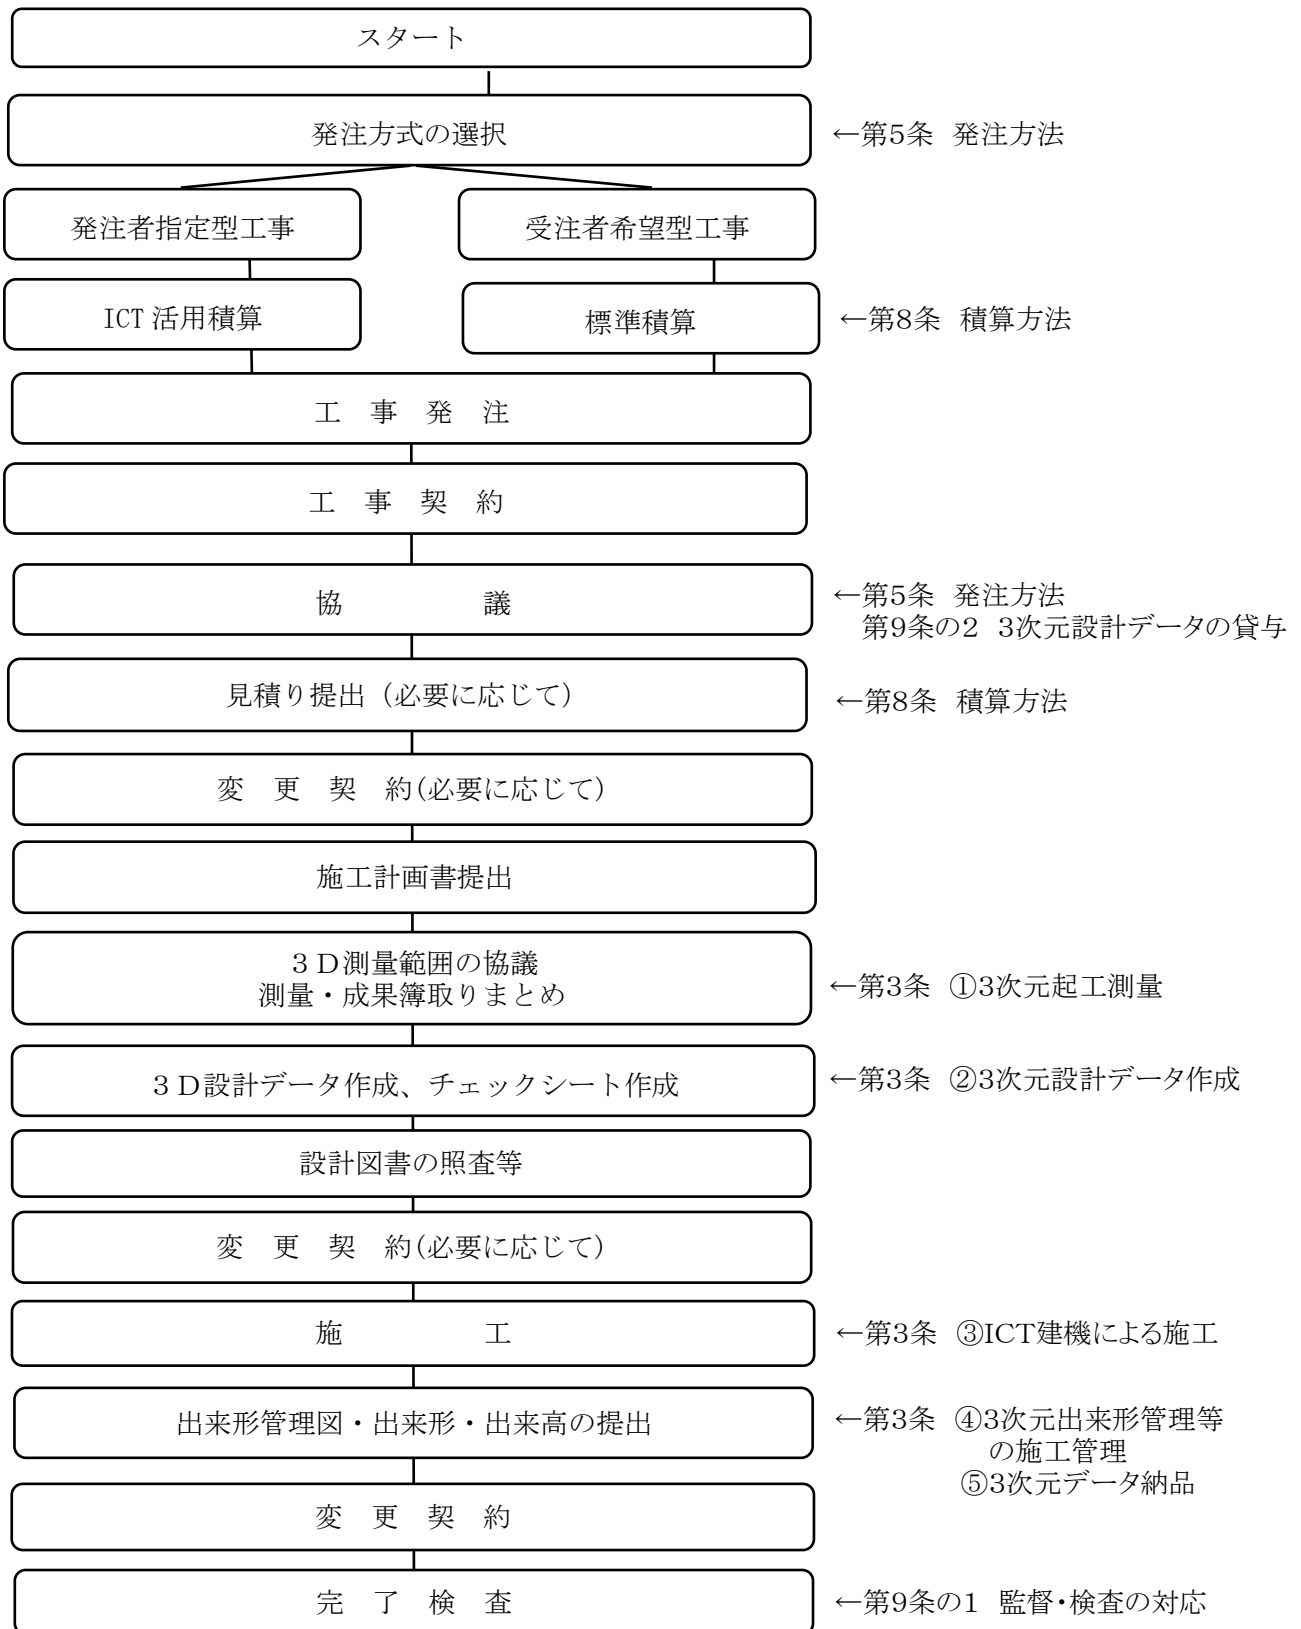 スタート
発注方式の選択
←第5条　発注方法
発注者指定型工事
受注者希望型工事
ICT活用積算
標準積算
←第8条　積算方法
工　事　発　注
工　事　契　約
協　　　　　議
←第5条　発注方法
第9条の2　3次元設計データの貸与
見積り提出（必要に応じて）
←第8条　積算方法
変　更　契　約(必要に応じて)
施工計画書提出
３Ｄ測量範囲の協議
測量・成果簿取りまとめ
←第3条　①3次元起工測量
３Ｄ設計データ作成、チェックシート作成
←第3条　②3次元設計データ作成
設計図書の照査等
変　更　契　約(必要に応じて)
施　　　　　工
←第3条　③ICT建機による施工
出来形管理図・出来形・出来高の提出
←第3条　④3次元出来形管理等
の施工管理
⑤3次元データ納品
変　更　契　約
完　了　検　査
←第9条の1　監督・検査の対応